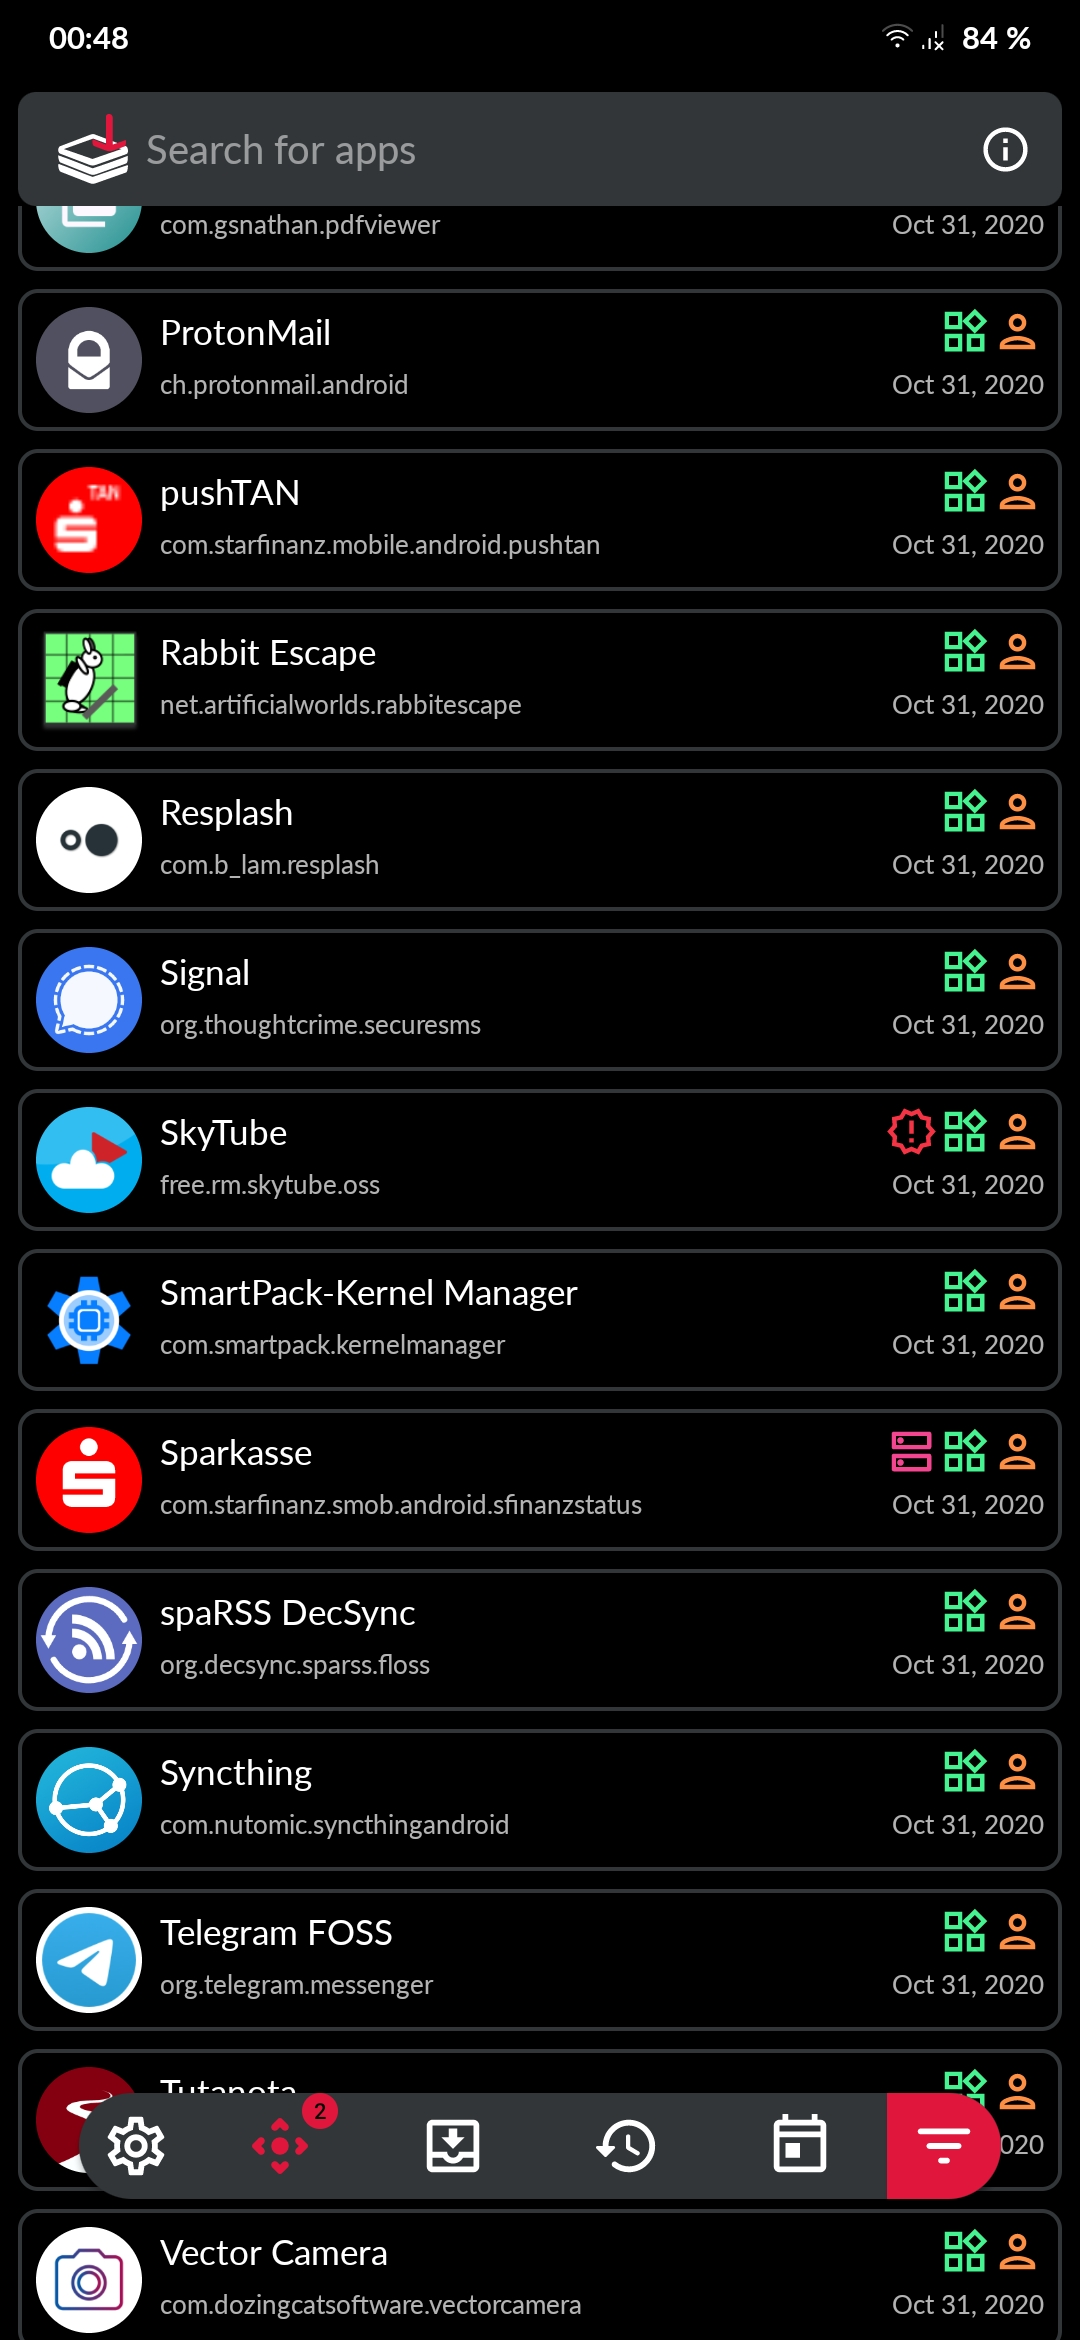 00:48
84 %
Search for apps
com.gsnathan.pdfviewer
Oct 31, 2020
ProtonMail
ch.protonmail.android
Oct 31, 2020
TAN
pushTAN
com.starfinanz.mobile.android.pushtan
Oct 31, 2020
Rabbit Escape
net.artificialworlds.rabbitescape
Oct 31, 2020
Resplash
com.b_lam.resplash
Oct 31, 2020
Signal
org.thoughtcrime.securesms
Oct 31, 2020
SkyTube
free.rm.skytube.oss
Oct 31, 2020
SmartPack-Kernel Manager
com.smartpack.kernelmanager
Oct 31, 2020
Sparkasse
com.starfinanz.smob.android.sfinanzstatus
Oct 31, 2020
spaRSS DecSync
org.decsync.sparss.floss
Oct 31, 2020
Syncthing
com.nutomic.syncthingandroid
Oct 31, 2020
Telegram FOSS
org.telegram.messenger
Oct 31, 2020
Tutanota
2
020
Vector Camera
com.dozingcatsoftware.vectorcamera
Oct 31, 2020